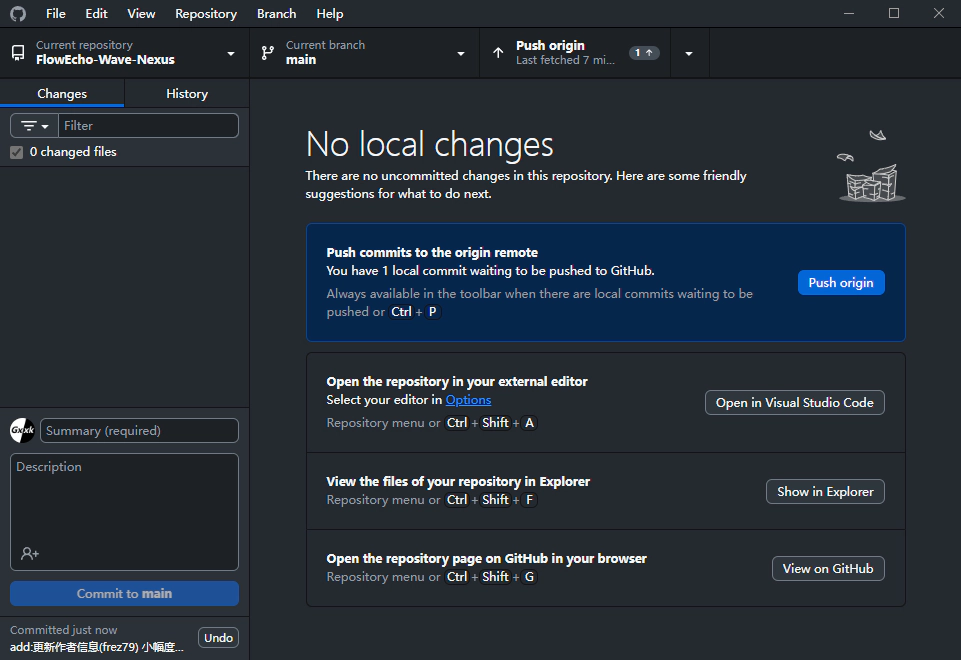 File Edit View Repository Branch Help
Current repository
FlowEcho-Wave-Nexus
Current branch
main
Push origin
Last fetched 7 mi...
1
Changes
History
Filter
0 changed files
No local changes
There are no uncommitted changes in this repository. Here are some friendly
suggestions for what to do next.
Push commits to the origin remote
You have 1 local commit waiting to be pushed to GitHub.
Always available in the toolbar when there are local commits waiting to be
pushed or Ctrl + P
Push origin
Open the repository in your external editor
Select your editor in Options
Repository menu or Ctrl + Shift + A
Open in Visual Studio Code
View the files of your repository in Explorer
Repository menu or Ctrl + Shift + F
Show in Explorer
Open the repository page on GitHub in your browser
Repository menu or Ctrl + Shift + G
View on GitHub
Summary (required)
Description
Commit to main
Committed just now
add:更新作者信息(frez79) 小幅度...
Undo